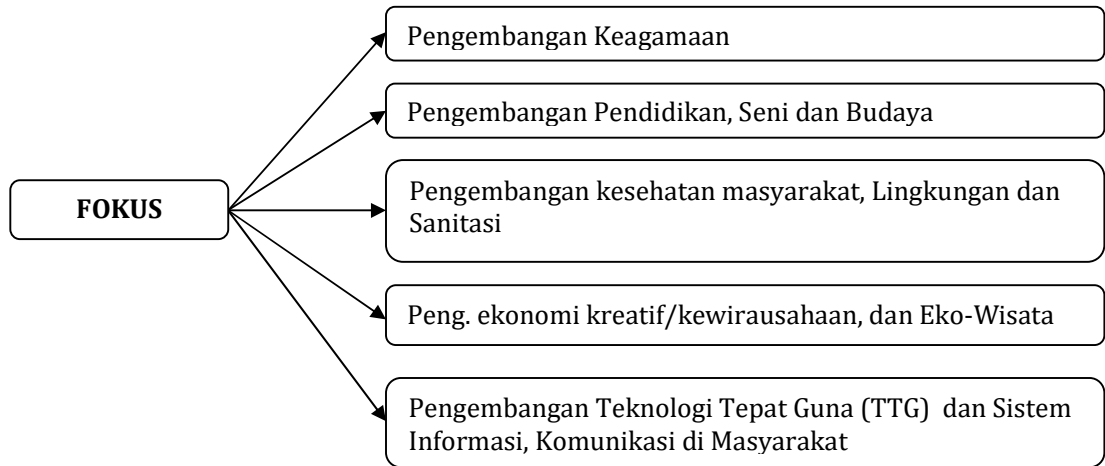 Pengembangan Keagamaan
Pengembangan Pendidikan, Seni dan Budaya
FOKUS
Pengembangan kesehatan masyarakat, Lingkungan dan
Sanitasi
Peng. ekonomi kreatif/kewirausahaan, dan Eko-Wisata
Pengembangan Teknologi Tepat Guna (TTG) dan Sistem
Informasi, Komunikasi di Masyarakat